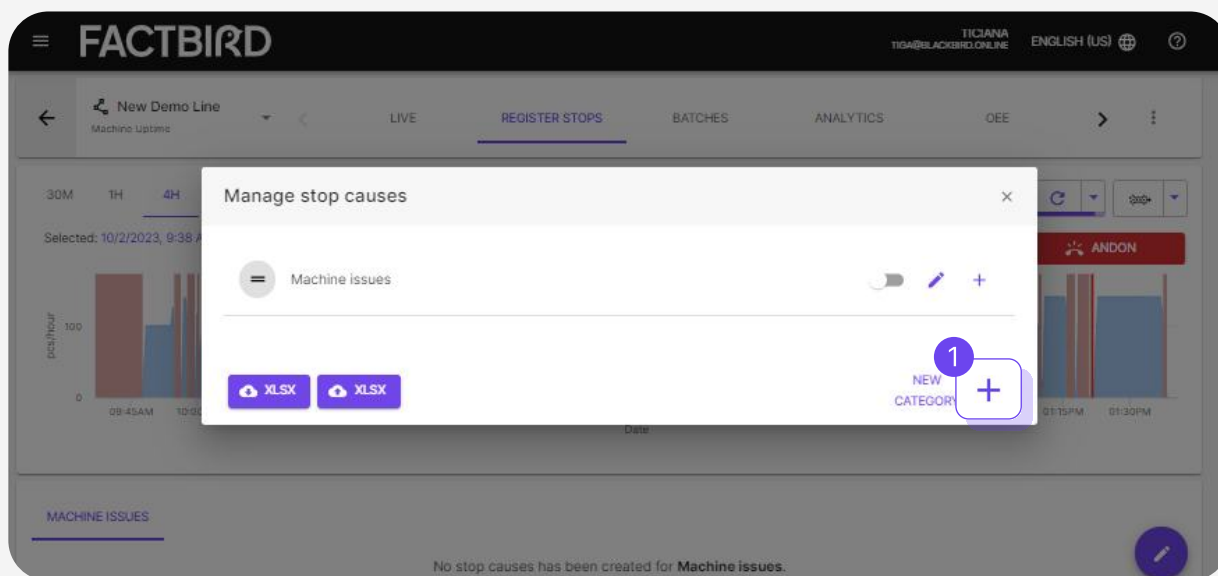 FACTBIRD
TICIANA
TIGA@BLACKBIRD.ONLINE
ENGLISH (US)
New Demo Line
Machine Uptime
LIVE
REGISTER STOPS
BATCHES
ANALYTICS
OEE
30M 1H 4H
Manage stop causes
Selected: 10/2/2023, 9:38 A
ANDON
Machine issues
pcs/hour
100
0
1
XLSX
XLSX
NEW
CATEGORY
09:45AM
01:15PM
01:30PM
Date
MACHINE ISSUES
No stop causes has been created for Machine issues.